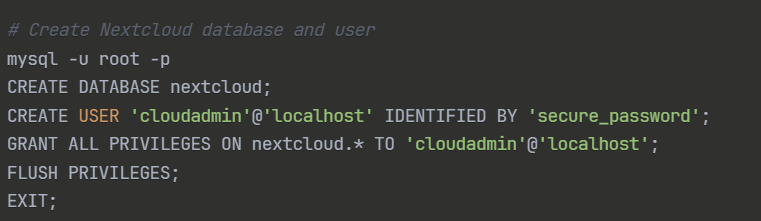 # Create Nextcloud database and user
mysql -u root -p
CREATE DATABASE nextcloud;
CREATE USER 'cloudadmin'@'localhost' IDENTIFIED BY 'secure_password';
GRANT ALL PRIVILEGES ON nextcloud.* TO 'cloudadmin'@'localhost';
FLUSH PRIVILEGES;
EXIT;